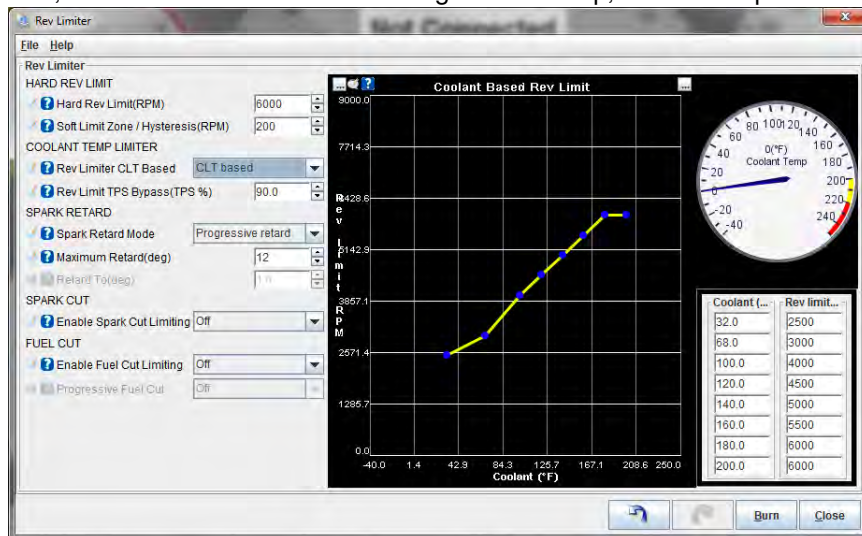 Rev Limiter
File Help
Rev Limiter
HARD REV LIMIT
Hard Rev Limit(RPM) 6000
Soft Limit Zone / Hysteresis(RPM) 200
COOLANT TEMP LIMITER
Rev Limiter CLT Based CLT based
Rev Limit TPS Bypass(TPS %) 90.0
SPARK RETARD
Spark Retard Mode Progressive retard
Maximum Retard(deg) 12
Retard To(deg)
SPARK CUT
Enable Spark Cut Limiting Off
FUEL CUT
Enable Fuel Cut Limiting Off
Progressive Fuel Cut Off
Coolant Based Rev Limit
9000.0
7714.3
6428.6
5142.9
3857.1
2571.4
1285.7
0.0
Rev limit RPM
-40.0 1.4 42.9 84.3 125.7 167.1 208.6 250.0
Coolant (°F)
-40 -20 0 20 40 60 80 100 120 140 160 180 200 220 240
0(°F)
Coolant Temp
Coolant (... Rev limit...
32.0 2500
68.0 3000
100.0 4000
120.0 4500
140.0 5000
160.0 5500
180.0 6000
200.0 6000
Burn Close